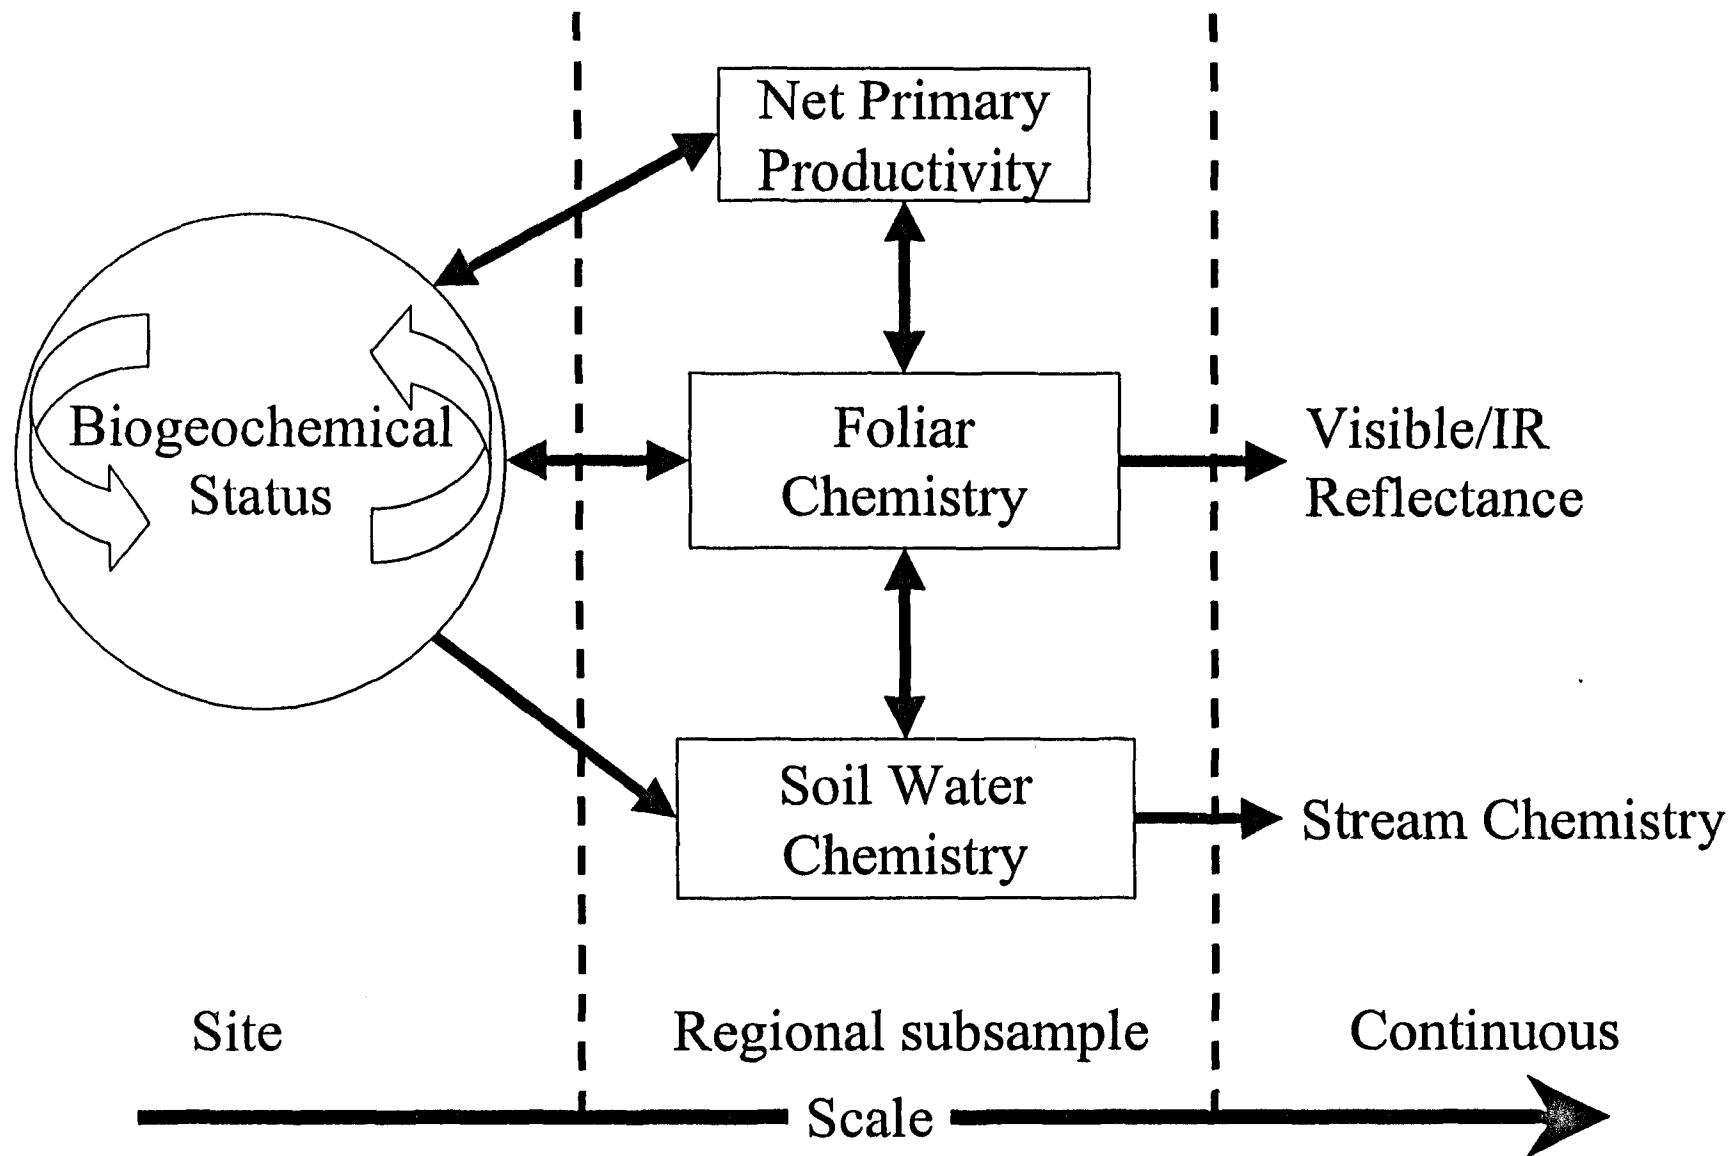 Net Primary
Productivity
Biogeochemical
Status
Foliar
Chemistry
Visible/IR
Reflectance
Soil Water
Chemistry
Stream Chemistry
Site
Regional subsample
Continuous
Scale